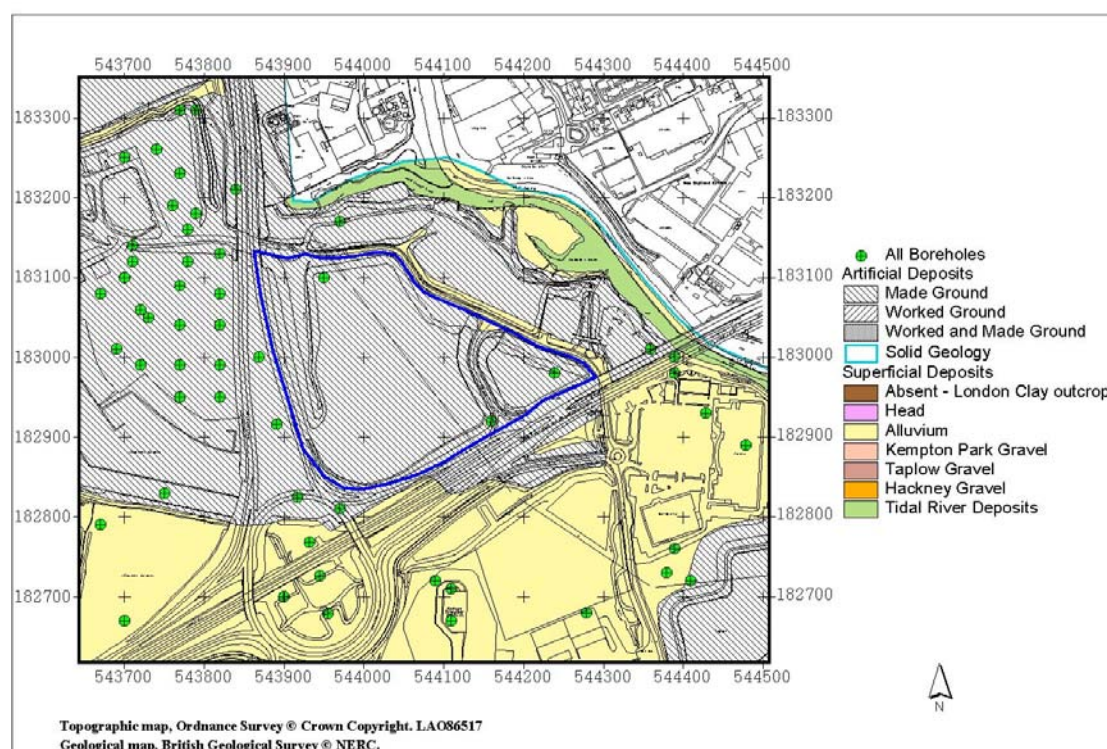 543700 543800 543900 544000 544100 544200 544300 544400 544500
183300 183300
183200 183200
183100 183100
183000 183000
182900 182900
182800 182800
182700 182700
543700 543800 543900 544000 544100 544200 544300 544400 544500
All Boreholes
Artificial Deposits
Made Ground
Worked Ground
Worked and Made Ground
Solid Geology
Superficial Deposits
Absent - London Clay outcrop
Head
Alluvium
Kempton Park Gravel
Taplow Gravel
Hackney Gravel
Tidal River Deposits
N
Topographic map, Ordnance Survey © Crown Copyright. LAO86517
Geological map, British Geological Survey © NERC.